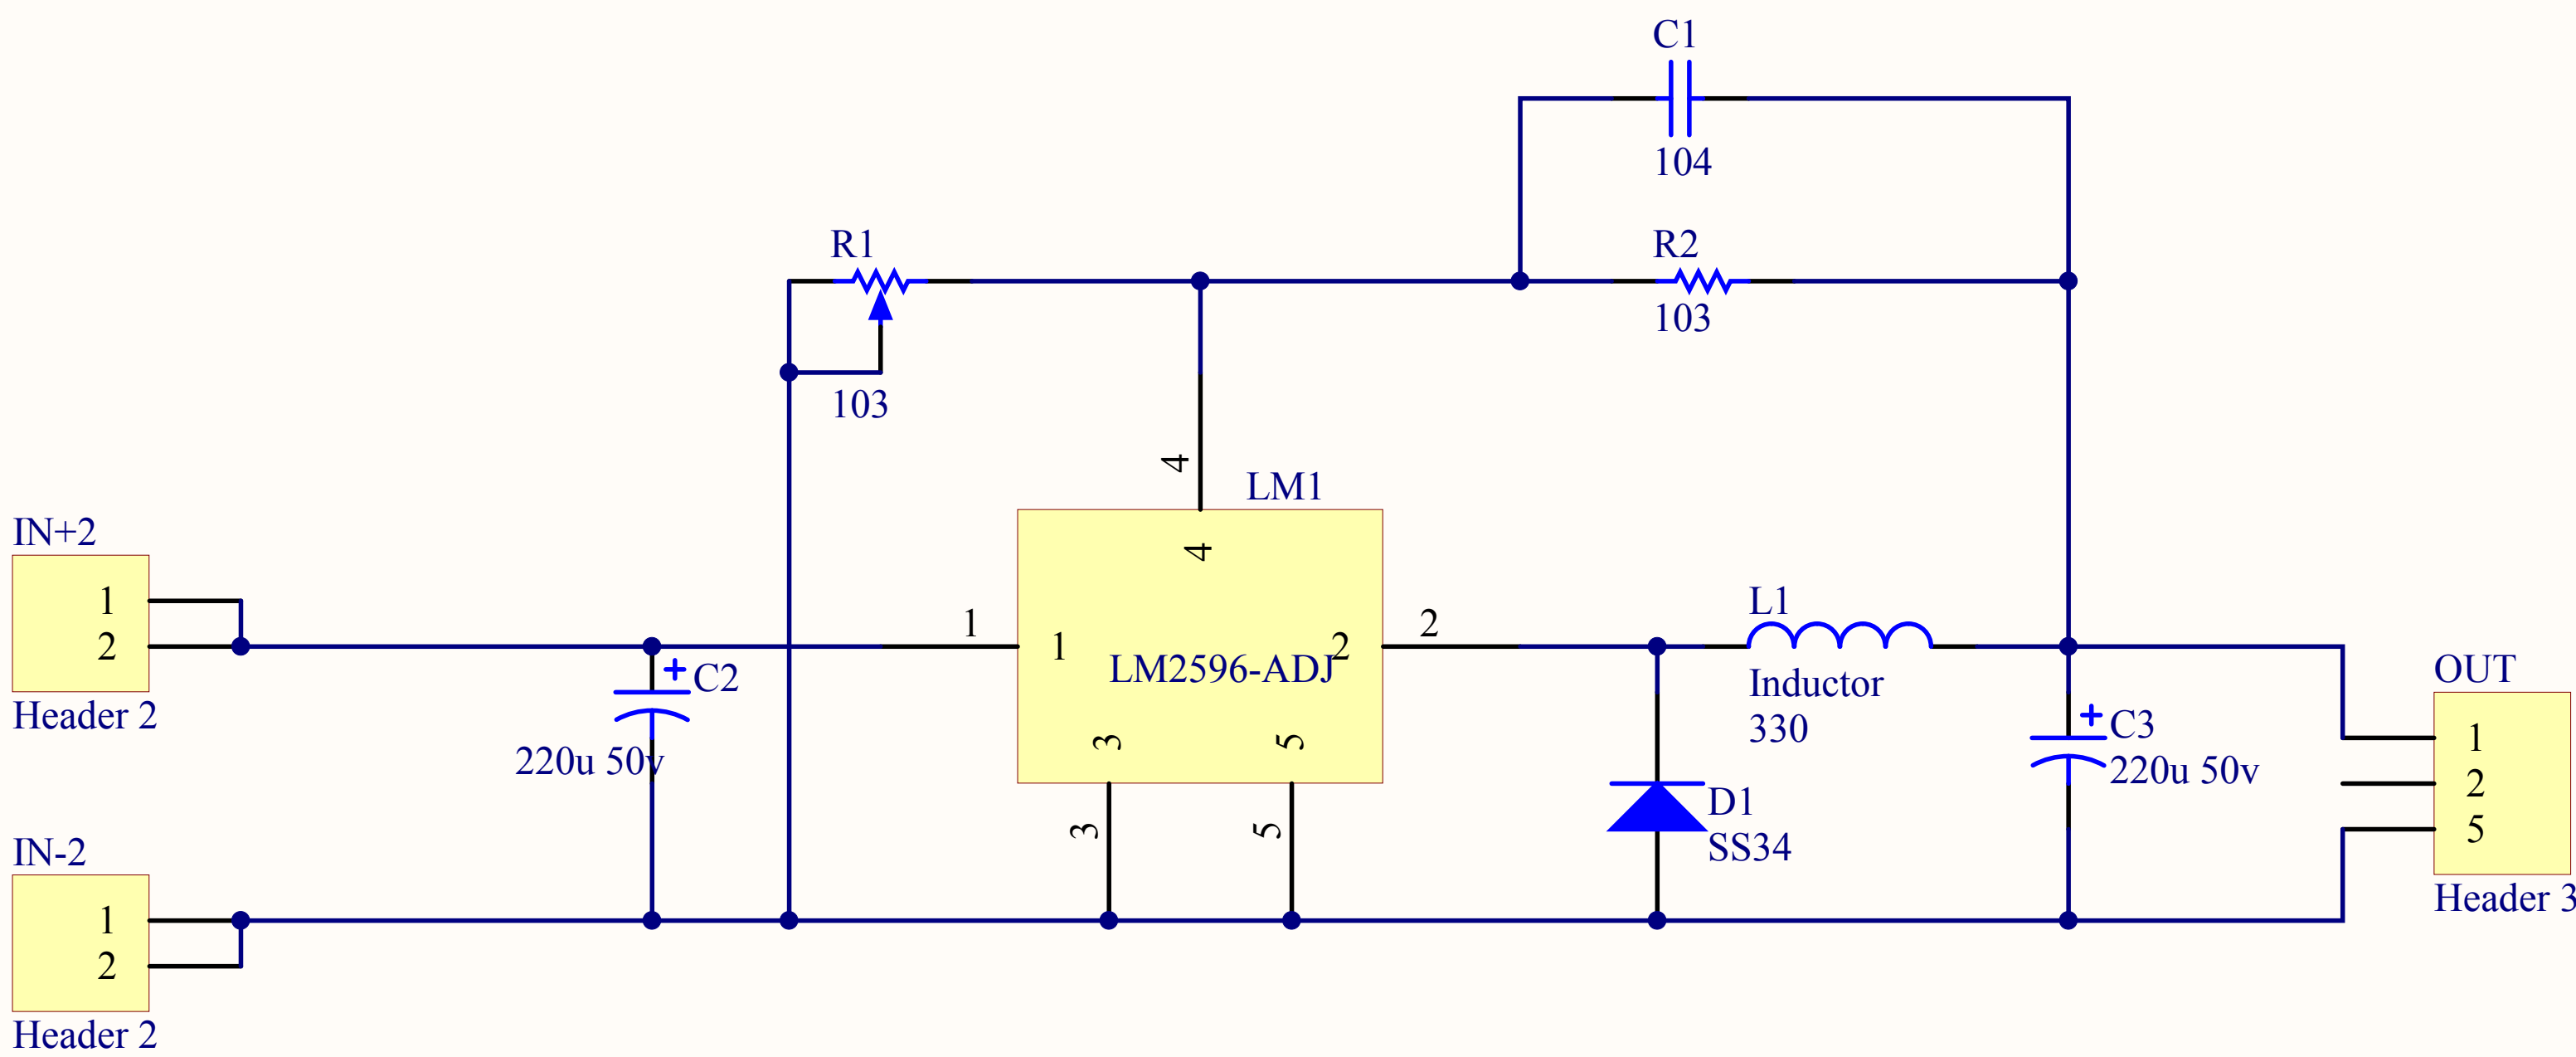 C1
104
R1
R2
103
103
4
LM1
IN+2
1
2
Header 2
1
1
4
LM2596-ADJ
2
2
3
5
3
5
+
C2
220u 50v
L1
Inductor
330
D1
SS34
+
C3
220u 50v
OUT
1
2
5
Header 3
IN-2
1
2
Header 2